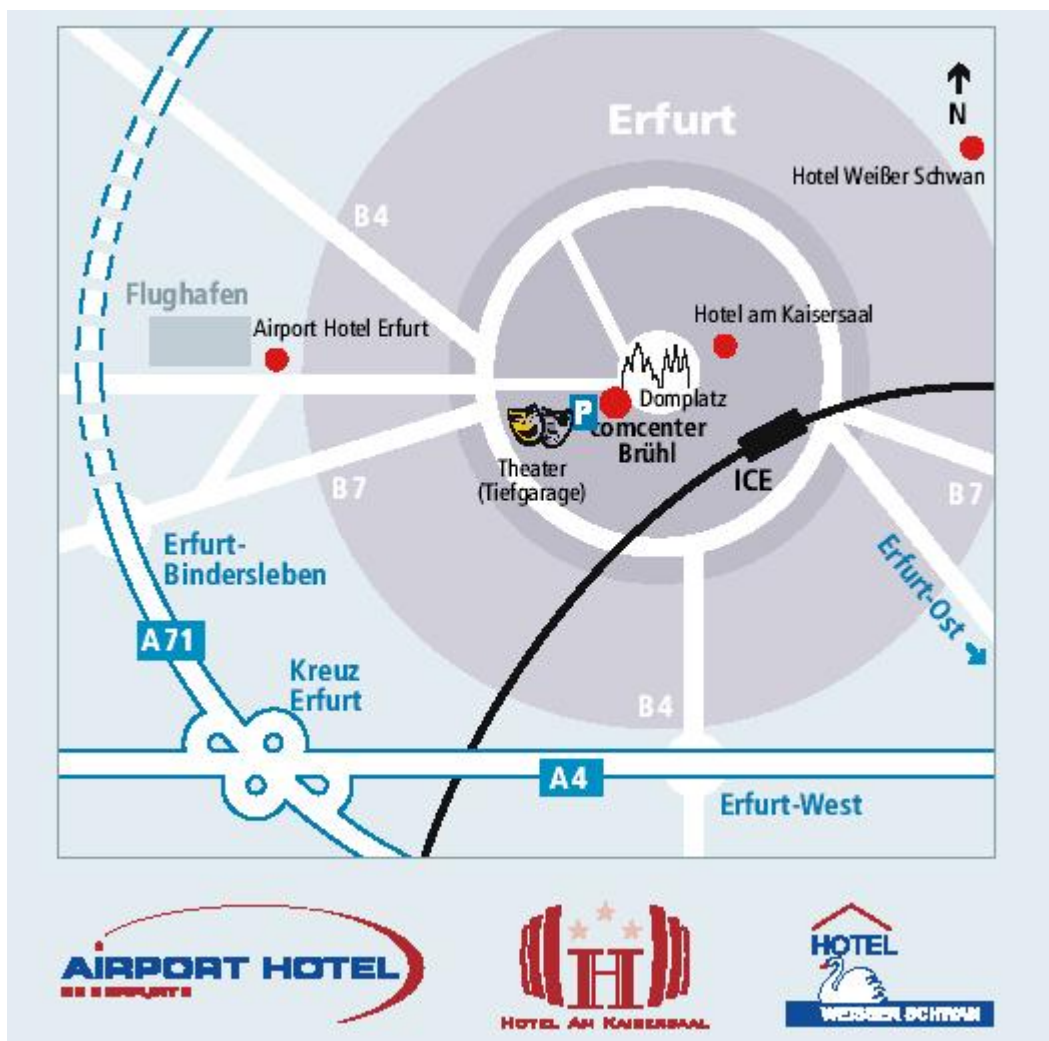 Erfurt
N
Hotel Weißer Schwan
B4
Flughafen
Airport Hotel Erfurt
Hotel am Kaisersaal
P
Domplatz
comcenter
Brühl
Theater
(Tiefgarage)
ICE
B7
B7
Erfurt-
Bindersleben
Erfurt-Ost
A71
Kreuz
Erfurt
B4
A4
Erfurt-West
AIRPORT HOTEL
HOTEL AM KAISERSAAL
HOTEL
WEISSER SCHWAN